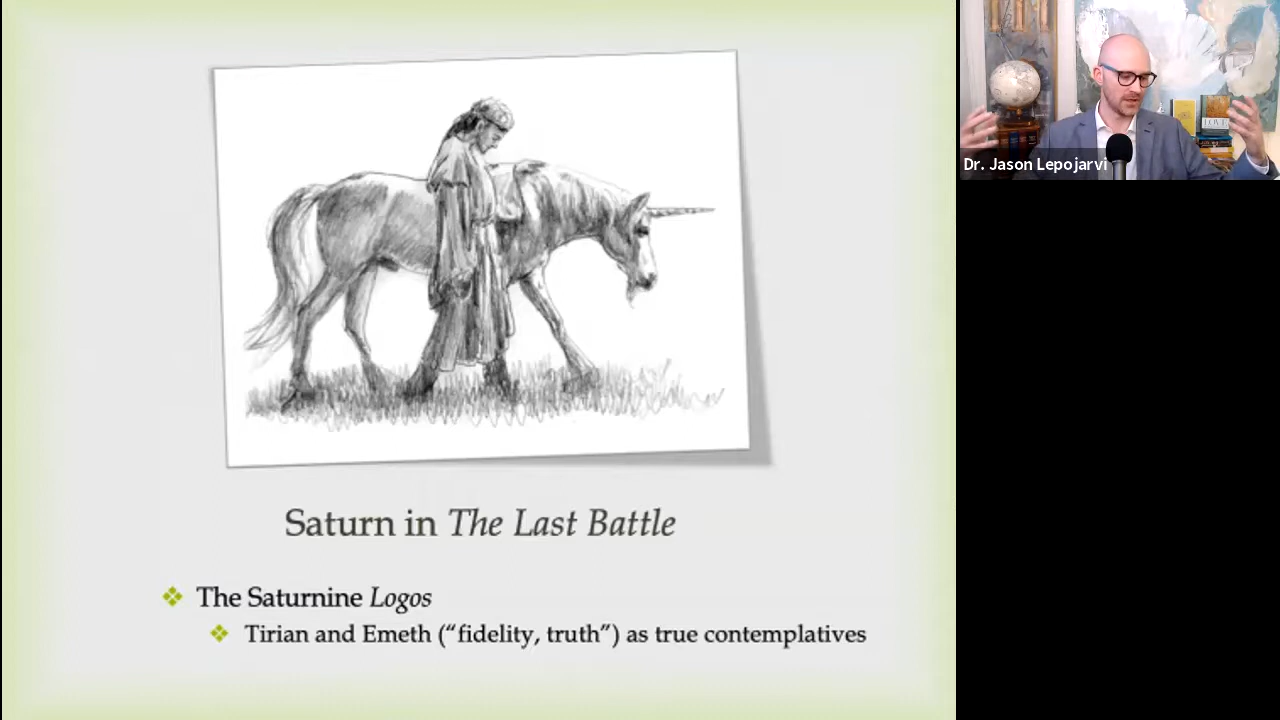 Saturn in The Last Battle
❖ The Saturnine Logos
❖ Tirian and Emeth (“fidelity, truth”) as true contemplatives
Dr. Jason Lepojarvi
LOVE